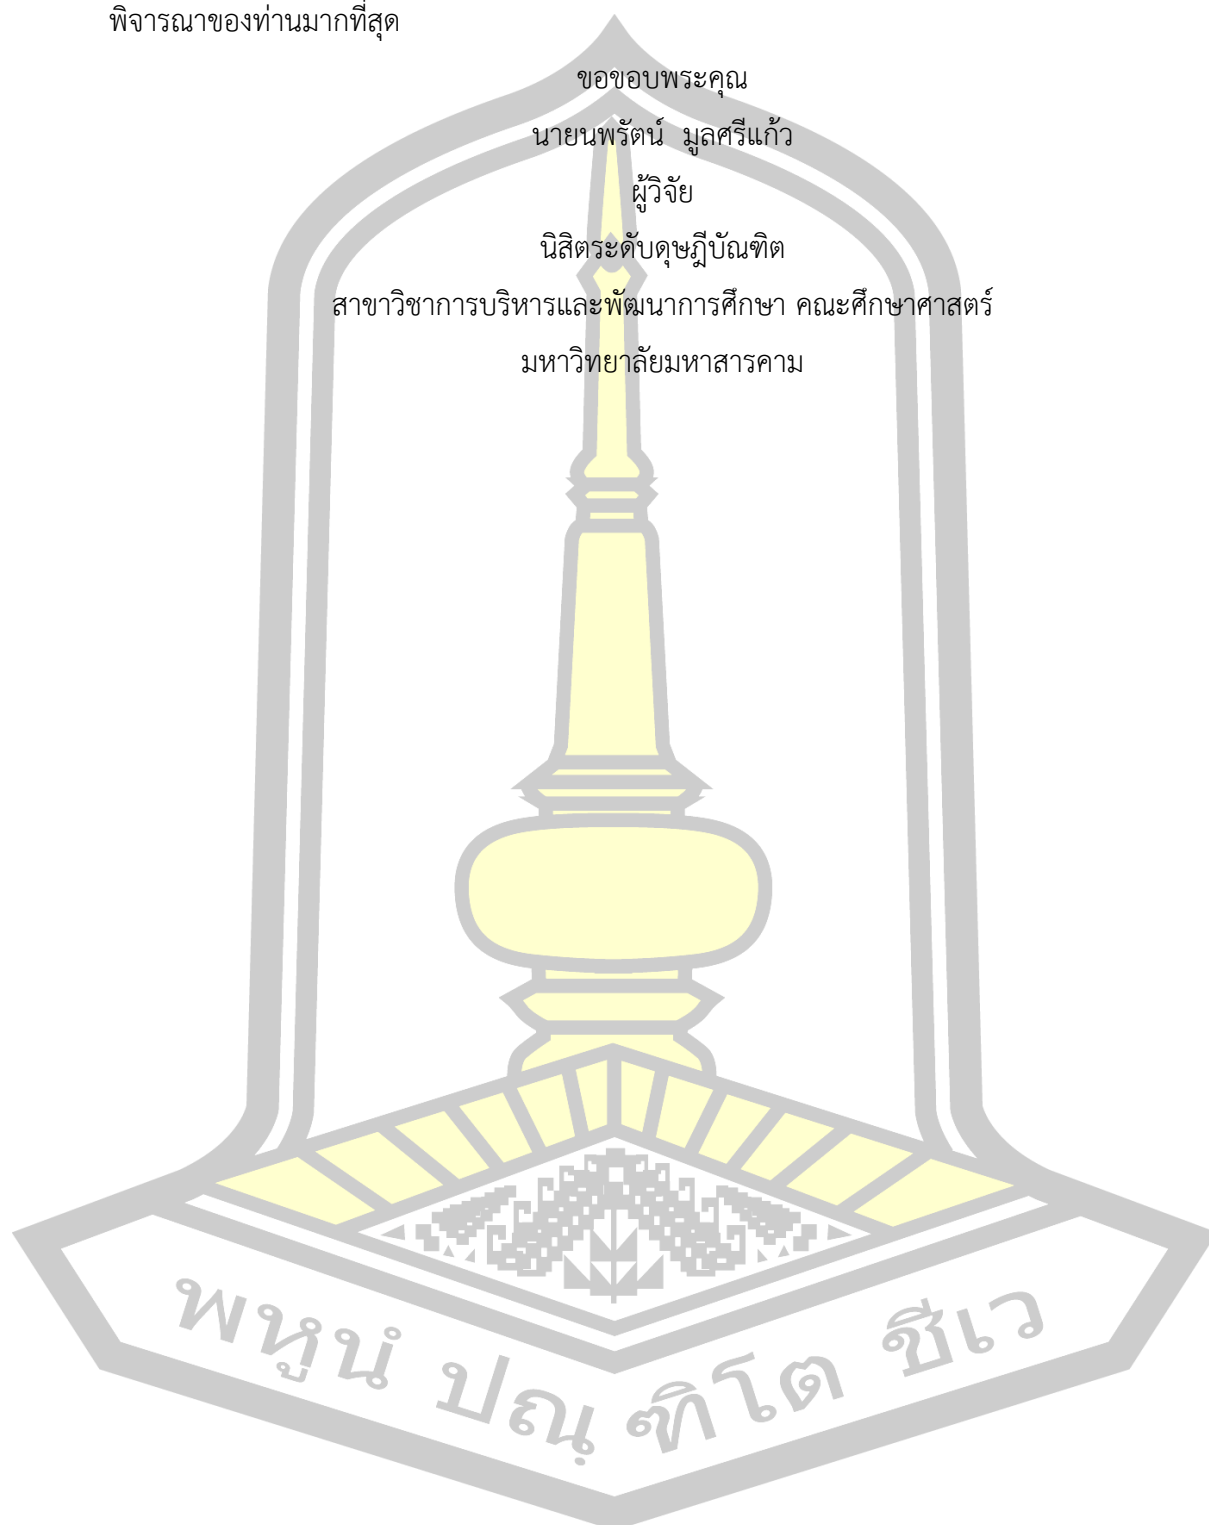 พิจารณาของท่านมากที่สุด
ขอขอบพระคุณ
นายนพรัตน์ มูลศรีแก้ว
ผู้วิจัย
นิสิตระดับดุษฎีบัณฑิต
สาขาวิชาการบริหารและพัฒนาการศึกษา คณะศึกษาศาสตร์
มหาวิทยาลัยมหาสารคาม
พหูนํ ปณฺฑิโต ชีเว